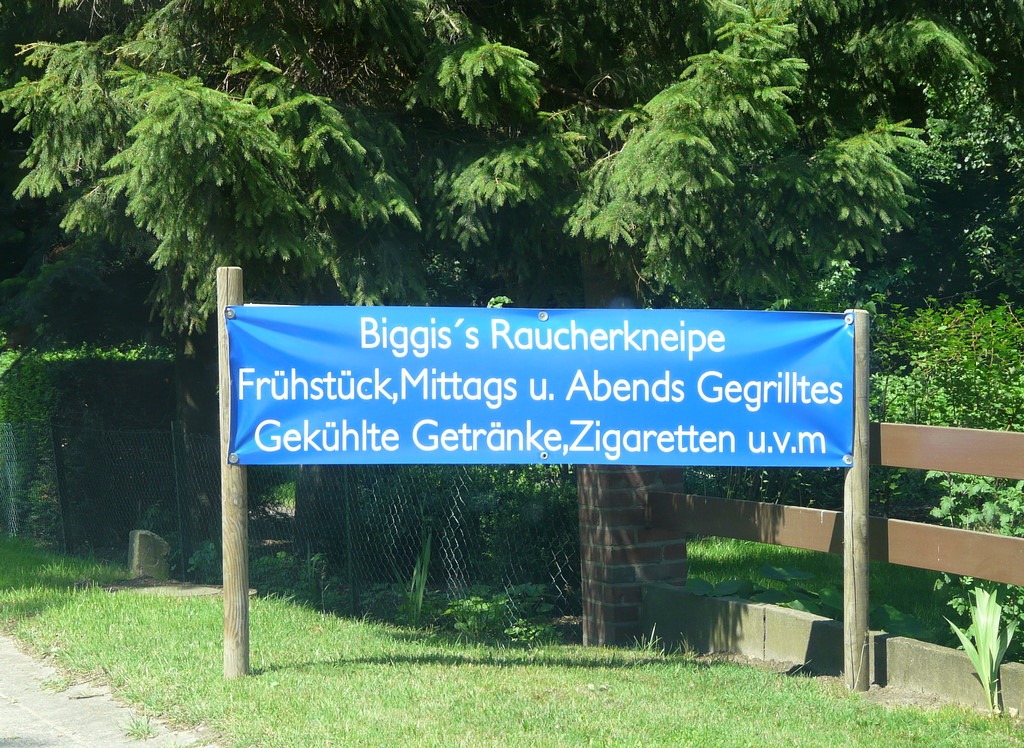 Biggis´s Raucherkneipe
Frühstück,Mittags u. Abends Gegrilltes
Gekühlte Getränke,Zigaretten u.v.m